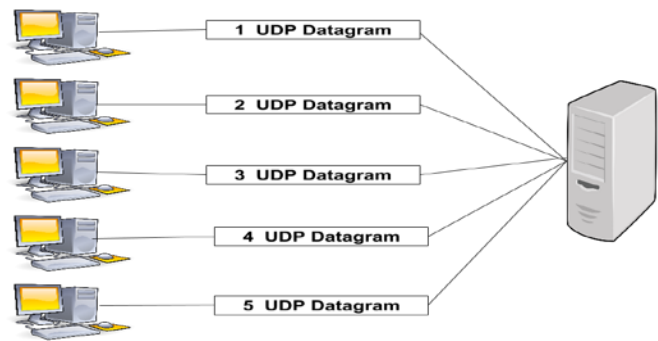 1 UDP Datagram
2 UDP Datagram
3 UDP Datagram
4 UDP Datagram
5 UDP Datagram